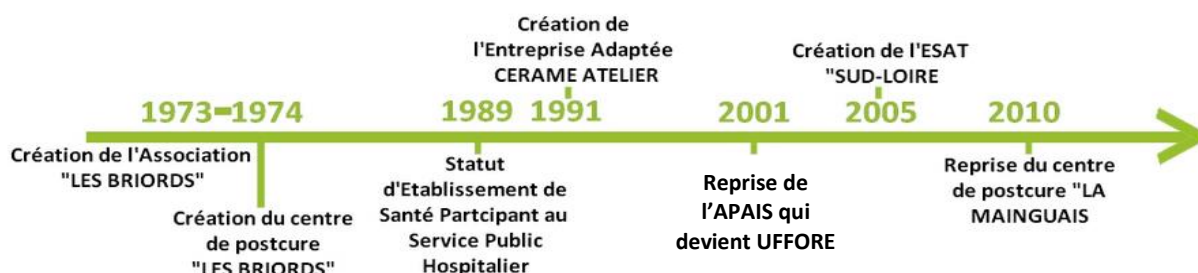 Création de
l'Entreprise Adaptée
CERAME ATELIER
Création de l'ESAT
"SUD-LOIRE
1973-1974
1989
1991
2001
2005
2010
Création de l'Association
"LES BRIORDS"
Création du centre
de postcure
"LES BRIORDS"
Statut
d'Etablissement de
Santé Partcipant au
Service Public
Hospitalier
Reprise de
l’APAIS qui
devient UFFORE
Reprise du centre
de postcure "LA
MAINGUAIS